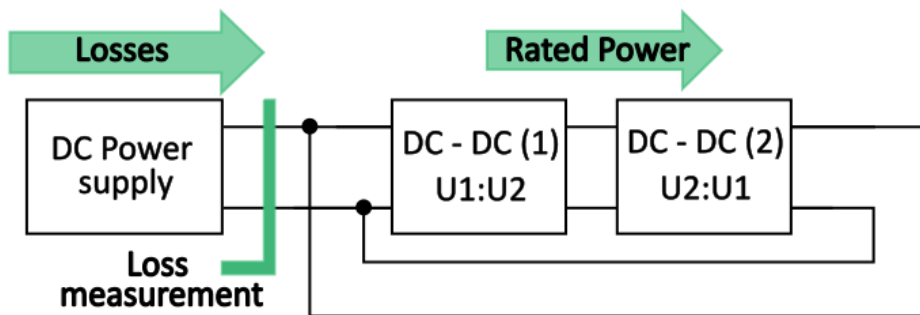 Losses
Rated Power
DC Power
supply
DC - DC (1)
U1:U2
DC - DC (2)
U2:U1
Loss
measurement